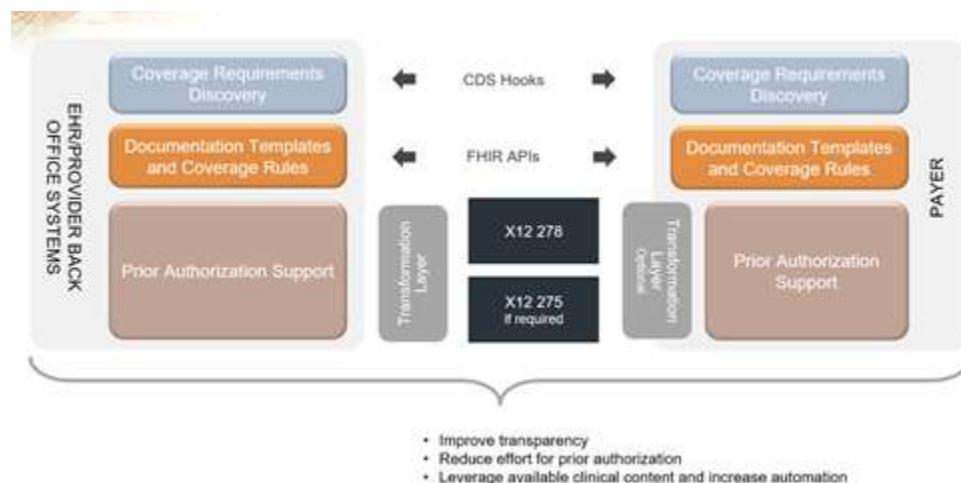 EHR/PROVIDER BACK
OFFICE SYSTEMS
Coverage Requirements
Discovery
CDS Hooks
Coverage Requirements
Discovery
Documentation Templates
and Coverage Rules
FHIR APIs
Documentation Templates
and Coverage Rules
Prior Authorization Support
Transformation
Layer
X12 278
X12 275
If required
Transformation
Layer
Optional
Prior Authorization
Support
PAYER
• Improve transparency
• Reduce effort for prior authorization
• Leverage available clinical content and increase automation